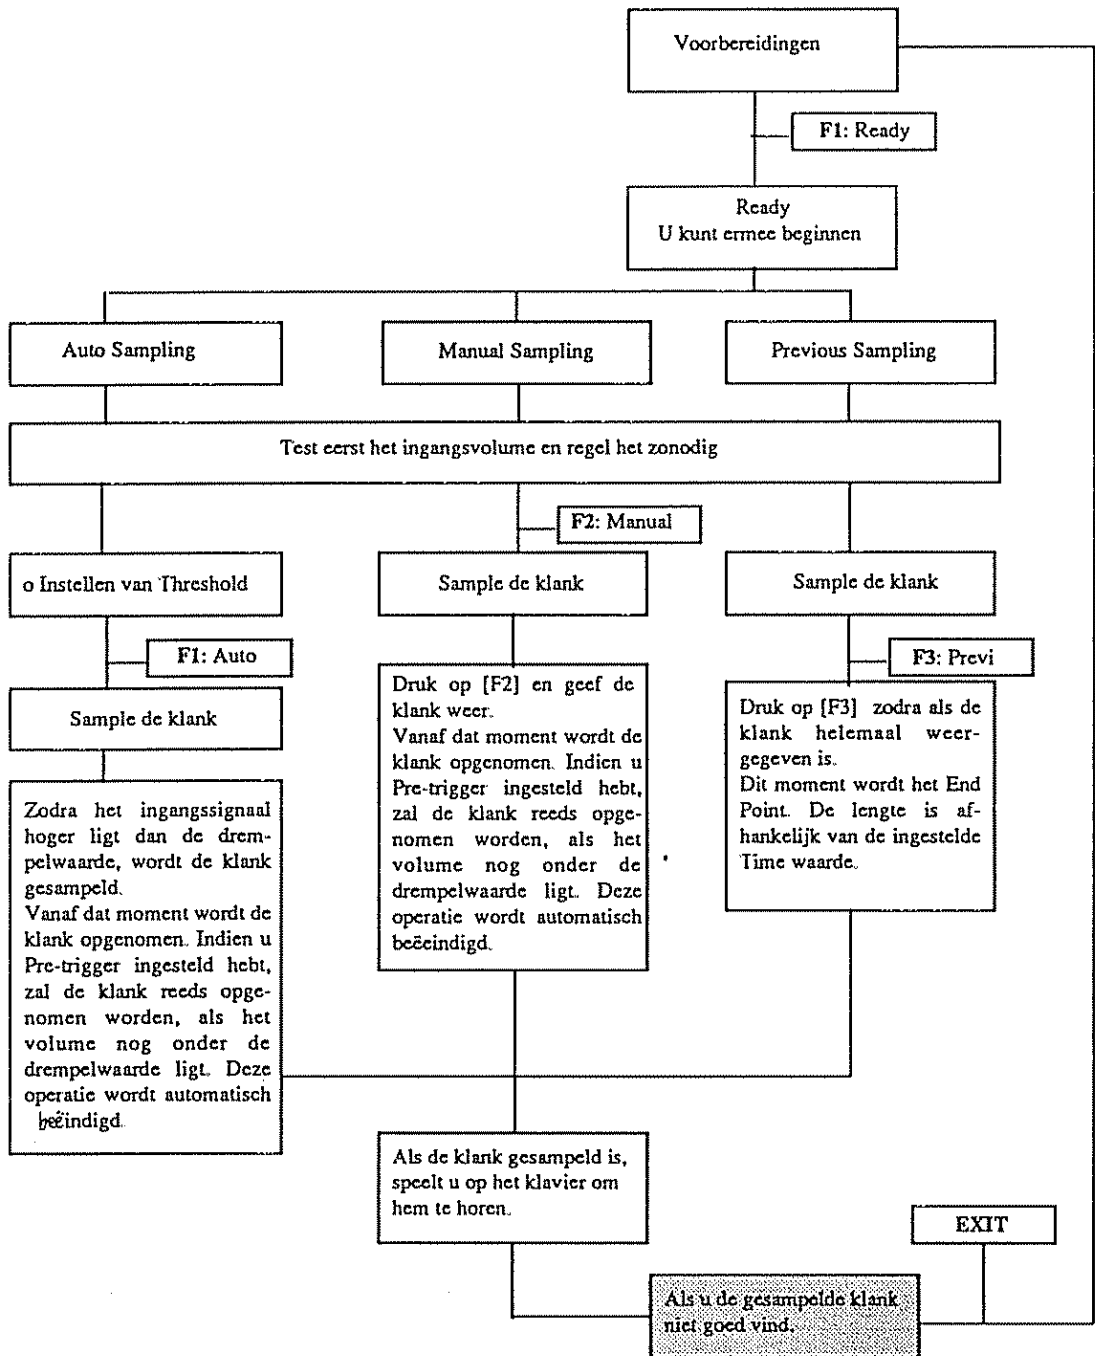 Voorbereidingen
F1: Ready
Ready
U kunt ermee beginnen
Auto Sampling
Manual Sampling
Previous Sampling
Test eerst het ingangsvolume en regel het zonodig
F2: Manual
o Instellen van Threshold
Sample de klank
Sample de klank
F1: Auto
F3: Previ
Sample de klank
Druk op [F2] en geef de
klank weer.
Vanaf dat moment wordt de
klank opgenomen. Indien u
Pre-trigger ingesteld hebt,
zal de klank reeds opge-
nomen worden, als het
volume nog onder de
drempelwaarde ligt. Deze
operatie wordt automatisch
beëeindigd.
Druk op [F3] zodra als de
klank helemaal weer-
gegeven is.
Dit moment wordt het End
Point. De lengte is af-
hankelijk van de ingestelde
Time waarde.
Zodra het ingangssignaal
hoger ligt dan de drem-
pelwaarde, wordt de klank
gesampeld.
Vanaf dat moment wordt de
klank opgenomen. Indien u
Pre-trigger ingesteld hebt,
zal de klank reeds opge-
nomen worden, als het
volume nog onder de
drempelwaarde ligt. Deze
operatie wordt automatisch
beëindigd.
Als de klank gesampeld is,
speelt u op het klavier om
hem te horen.
EXIT
Als u de gesampelde klank
niet goed vind.